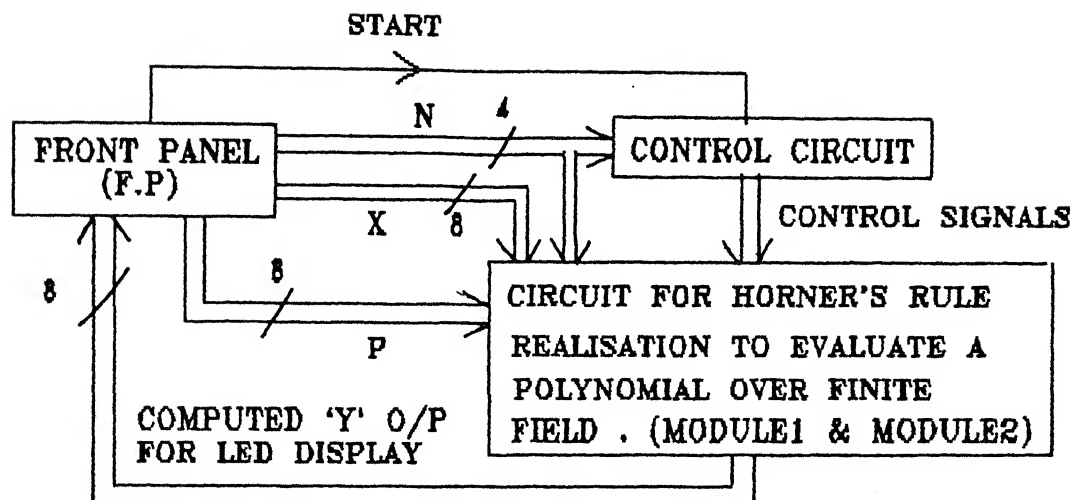 START
N
4
FRONT PANEL
(F.P)
CONTROL CIRCUIT
X
8
CONTROL SIGNALS
8
8
P
CIRCUIT FOR HORNER'S RULE
REALISATION TO EVALUATE A
POLYNOMIAL OVER FINITE
FIELD . (MODULE1 & MODULE2)
COMPUTED 'Y' O/P
FOR LED DISPLAY